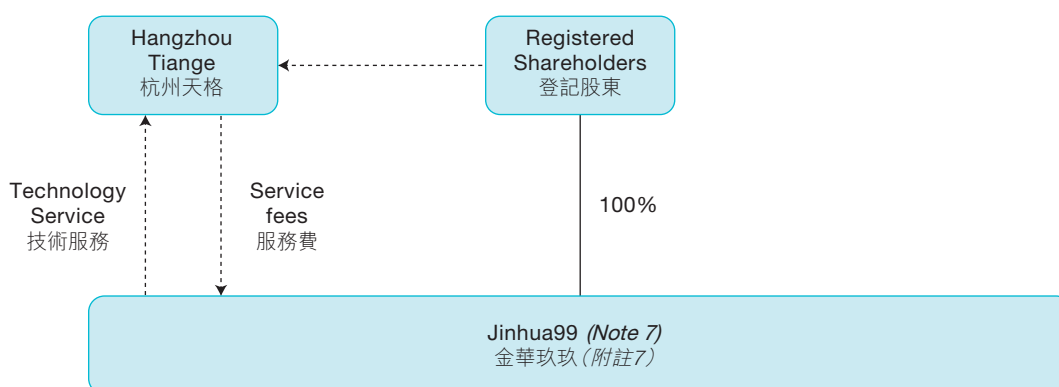 Hangzhou
Tiange
杭州天格
Registered
Shareholders
登記股東
Technology
Service
技術服務
Service
fees
服務費
100%
Jinhua99 (Note 7)
金華玖玖（附註7）